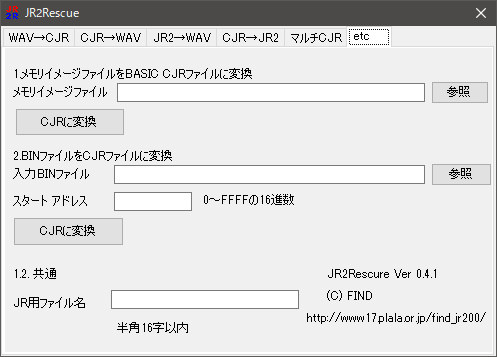 JR 2R JR2Rescue
WAV→CJR CJR→WAV JR2→WAV CJR→JR2 マルチCJR etc
1.メモリイメージファイルをBASIC CJRファイルに変換
メモリイメージファイル 参照
CJRに変換
2.BINファイルをCJRファイルに変換
入力BINファイル 参照
スタート アドレス 0～FFFFの16進数
CJRに変換
1.2. 共通 JR2Rescure Ver 0.4.1
JR用ファイル名 (C) FIND
http://www17.plala.or.jp/find_jr200/
半角16字以内